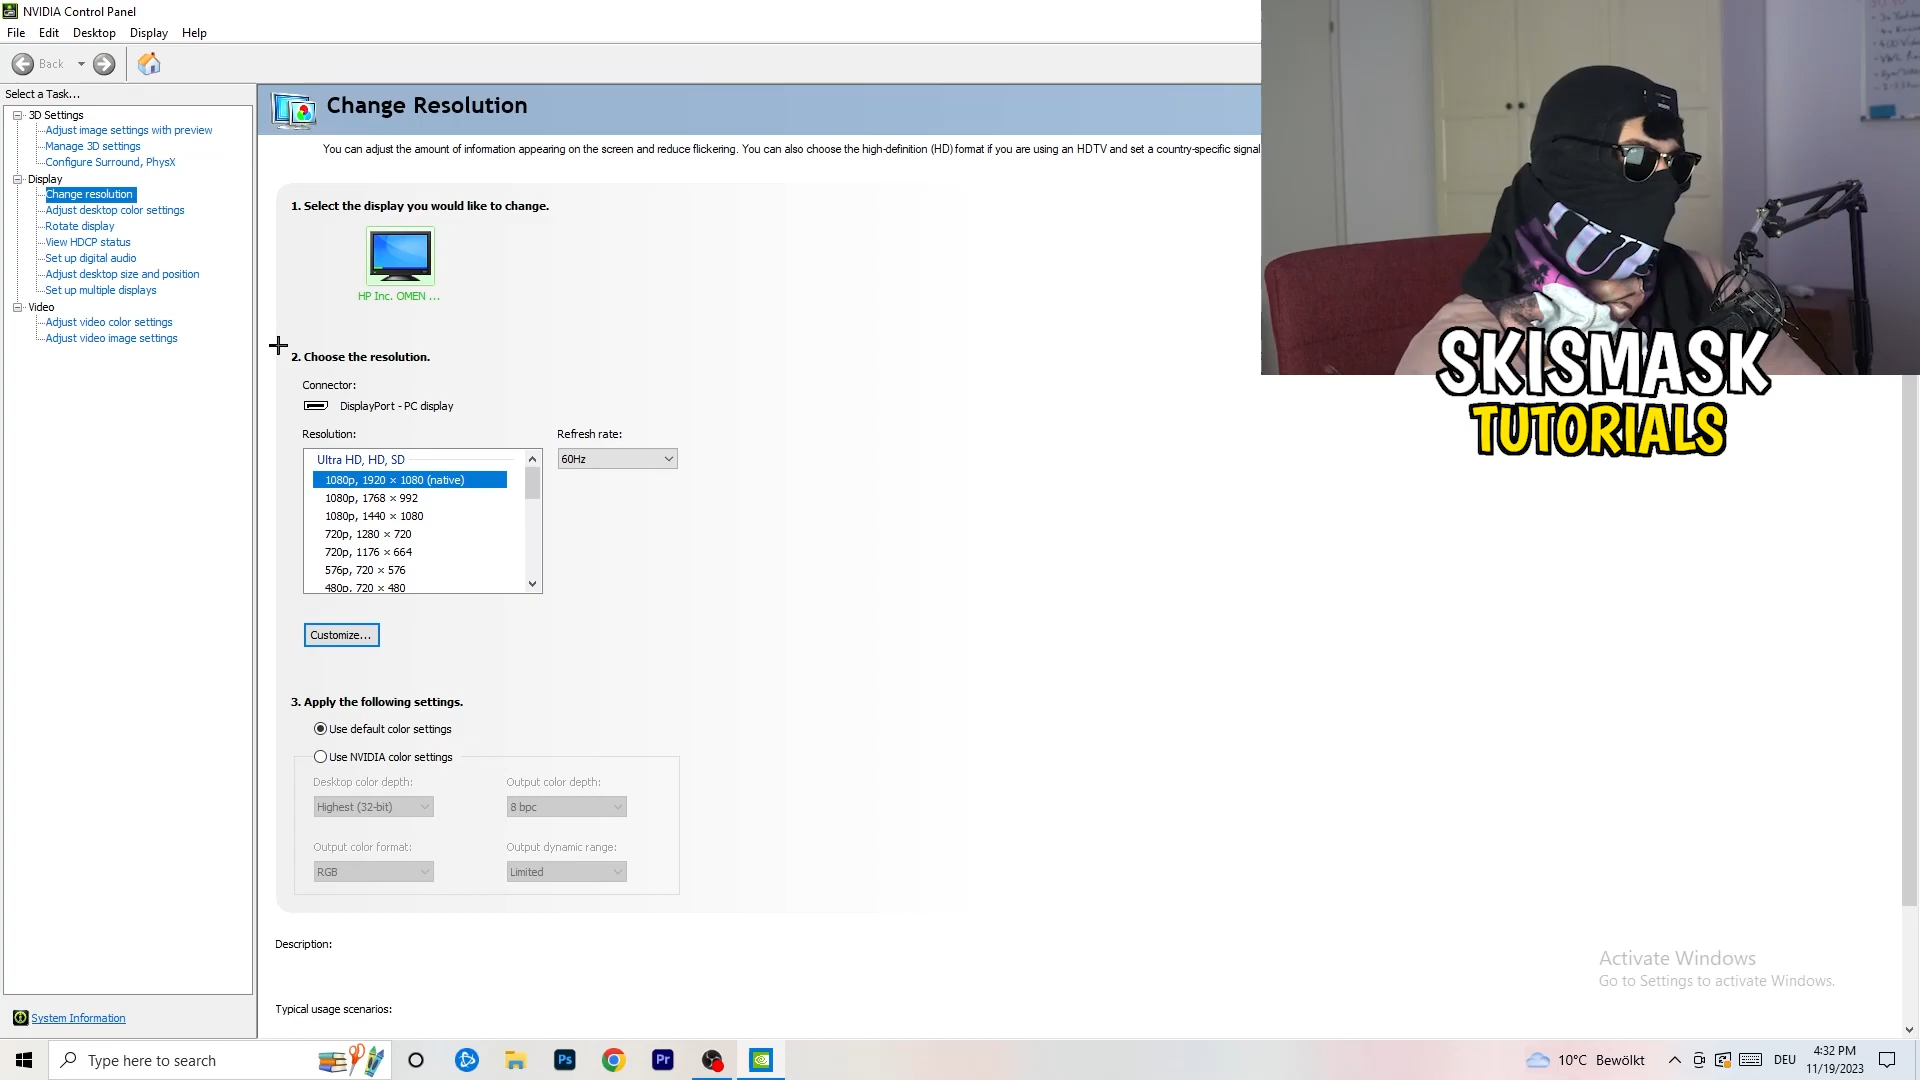 NVIDIA Control Panel
File Edit Desktop Display Help
Back
Select a Task...
3D Settings
Adjust image settings with preview
Manage 3D settings
Configure Surround, PhysX
Display
Change resolution
Adjust desktop color settings
Rotate display
View HDCP status
Set up digital audio
Adjust desktop size and position
Set up multiple displays
Video
Adjust video color settings
Adjust video image settings
System Information
Change Resolution
You can adjust the amount of information appearing on the screen and reduce flickering. You can also choose the high-definition (HD) format if you are using an HDTV and set a country-specific signal
1. Select the display you would like to change.
HP Inc. OMEN ...
2. Choose the resolution.
Connector:
DisplayPort - PC display
Resolution:
Refresh rate:
Ultra HD, HD, SD
60Hz
1080p, 1920 × 1080 (native)
1080p, 1768 × 992
1080p, 1440 × 1080
720p, 1280 × 720
720p, 1176 × 664
576p, 720 × 576
480p, 720 × 480
Customize...
3. Apply the following settings.
Use default color settings
Use NVIDIA color settings
Desktop color depth:
Output color depth:
Highest (32-bit)
8 bpc
Output color format:
Output dynamic range:
RGB
Limited
Description:
Typical usage scenarios:
SKISMASK
TUTORIALS
Activate Windows
Go to Settings to activate Windows.
Type here to search
Ps
Pr
10°C Bewölkt
DEU
4:32 PM
11/19/2023